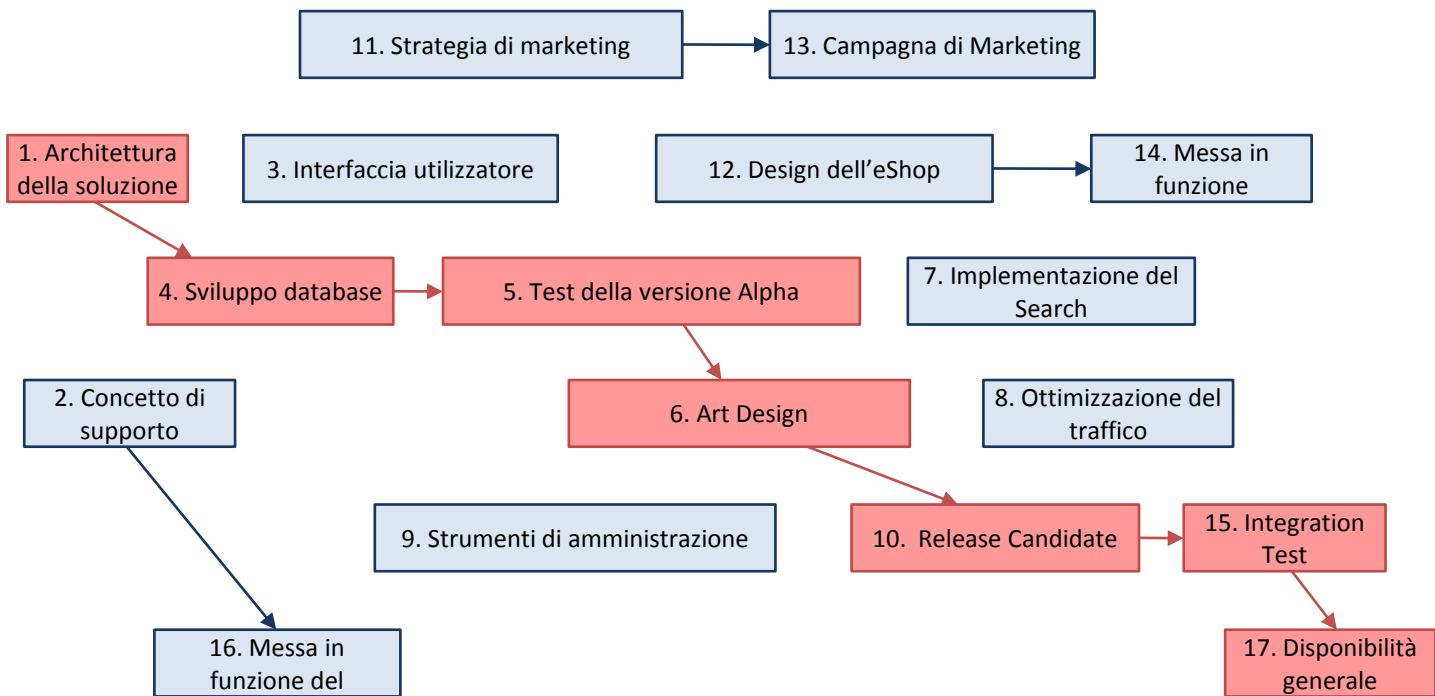 11. Strategia di marketing
13. Campagna di Marketing
1. Architettura
della soluzione
3. Interfaccia utilizzatore
12. Design dell’eShop
14. Messa in
funzione
4. Sviluppo database
5. Test della versione Alpha
7. Implementazione del
Search
2. Concetto di
supporto
6. Art Design
8. Ottimizzazione del
traffico
9. Strumenti di amministrazione
10. Release Candidate
15. Integration
Test
16. Messa in
funzione del
17. Disponibilità
generale